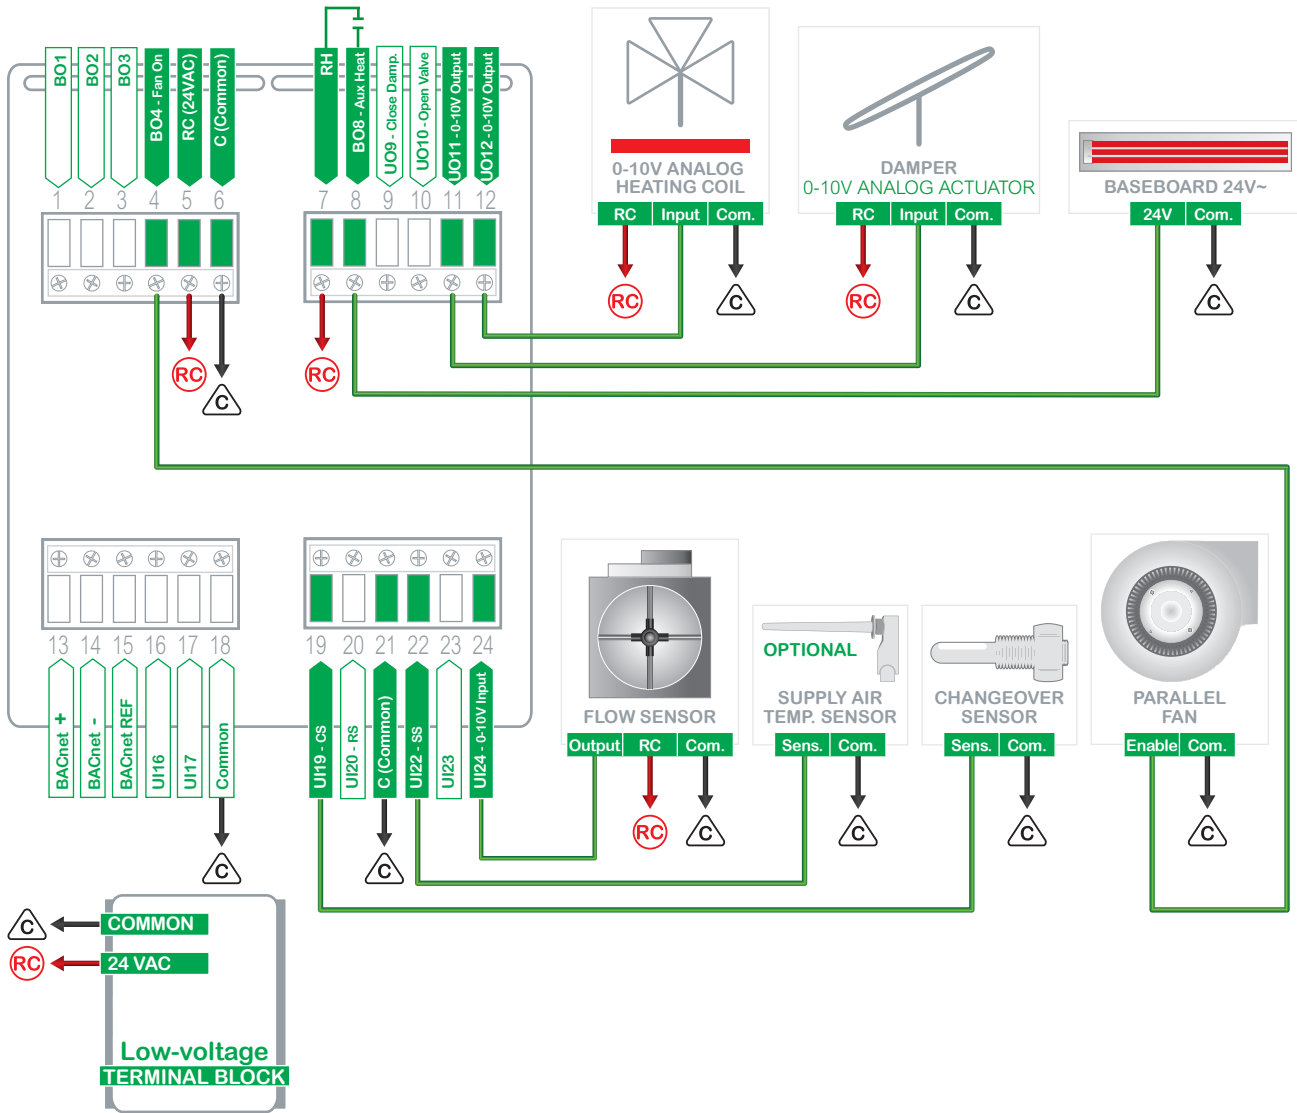 BO1
BO2
BO3
BO4 - Fan On
RC (24VAC)
C (Common)
RH
BO8 - Aux Heat
UO9 - Close Damp.
UO10 - Open Valve
UO11 - 0-10V Output
UO12 - 0-10V Output
1 2 3 4 5 6
7 8 9 10 11 12
0-10V ANALOG
HEATING COIL
RC Input Com.
RC
C
DAMPER
0-10V ANALOG ACTUATOR
RC Input Com.
RC
C
BASEBOARD 24V~
24V Com.
C
RC
C
RC
13 14 15 16 17 18
19 20 21 22 23 24
BACnet +
BACnet -
BACnet REF
UI16
UI17
Common
C
UI19 - CS
UI20 - RS
C (Common)
UI22 - SS
UI23
UI24 - 0-10V Input
C
FLOW SENSOR
Output RC Com.
RC
C
OPTIONAL
SUPPLY AIR
TEMP. SENSOR
Sens. Com.
C
CHANGEOVER
SENSOR
Sens. Com.
C
PARALLEL
FAN
Enable Com.
C
C
COMMON
RC
24 VAC
Low-voltage
TERMINAL BLOCK